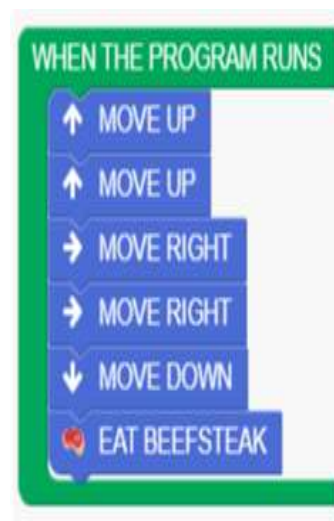 WHEN THE PROGRAM RUNS
MOVE UP
MOVE UP
MOVE RIGHT
MOVE RIGHT
MOVE DOWN
EAT BEEFSTEAK